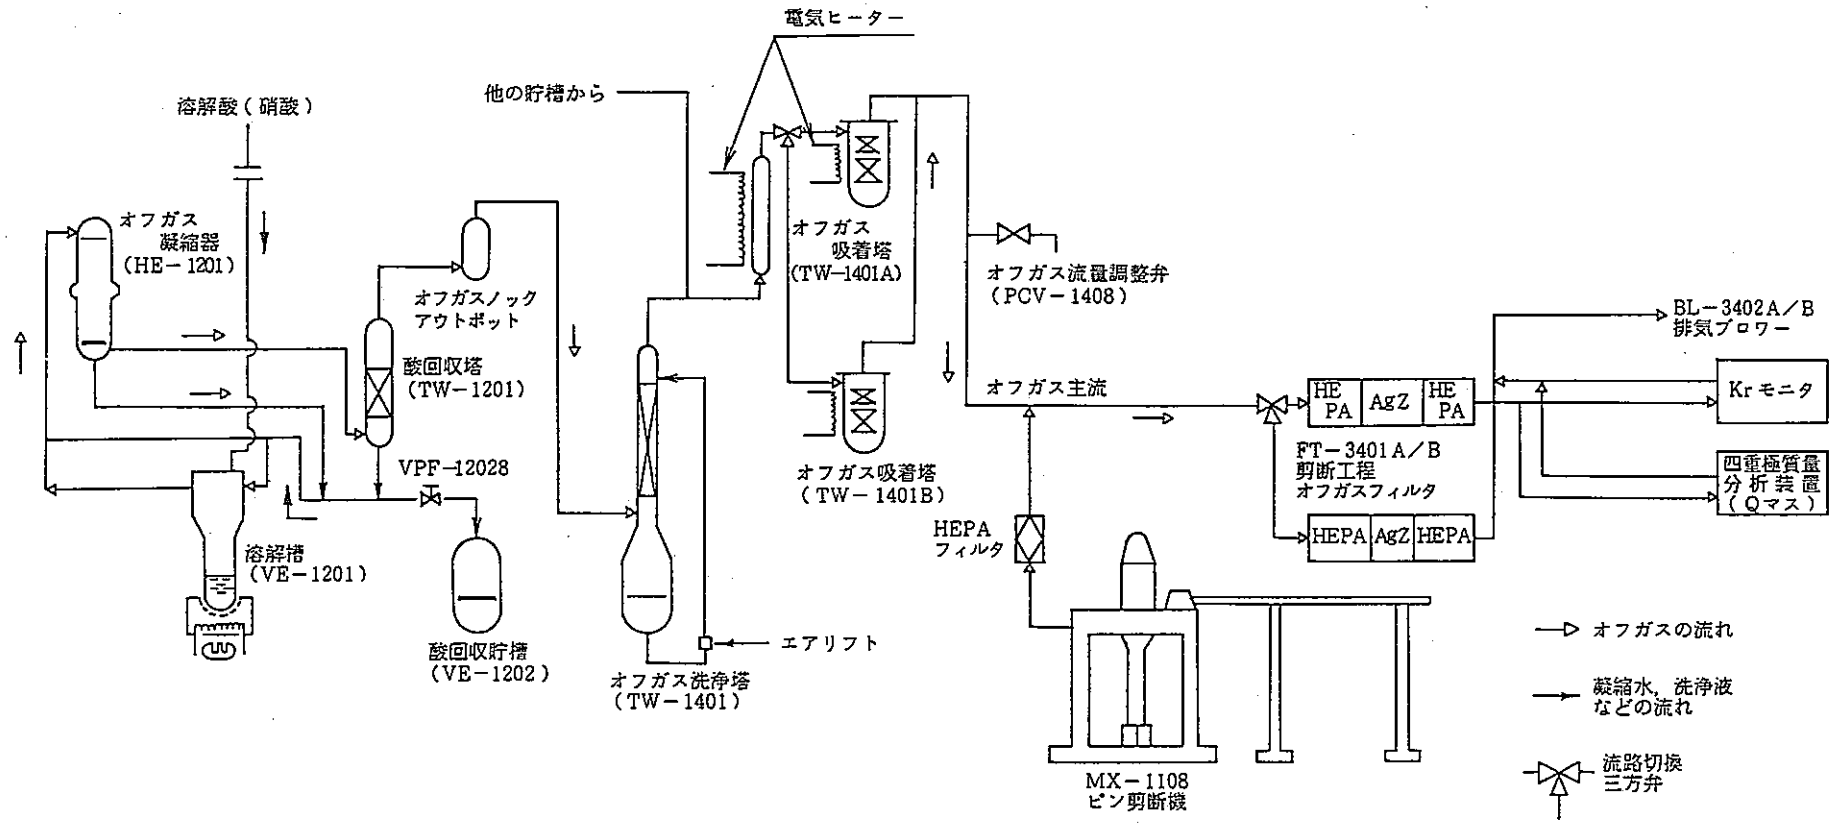 電気ヒーター
他の貯槽から
溶解酸(硝酸)
オフガス
凝縮器
(HE-1201)
オフガスノック
アウトポット
酸回収塔
(TW-1201)
VPF-12028
溶解槽
(VE-1201)
酸回収貯槽
(VE-1202)
オフガス洗浄塔
(TW-1401)
エアリフト
オフガス
吸着塔
(TW-1401A)
オフガス吸着塔
(TW-1401B)
オフガス流量調整弁
(PCV-1408)
オフガス主流
HEPA
フィルタ
MX-1108
ピン剪断機
HE
PA
AgZ
HE
PA
FT-3401A/B
剪断工程
オフガスフィルタ
HEPA
AgZ
HEPA
BL-3402A/B
排気ブロワー
Krモニタ
四重極質量
分析装置
(Qマス)
オフガスの流れ
凝縮水,洗浄液
などの流れ
流路切換
三方弁